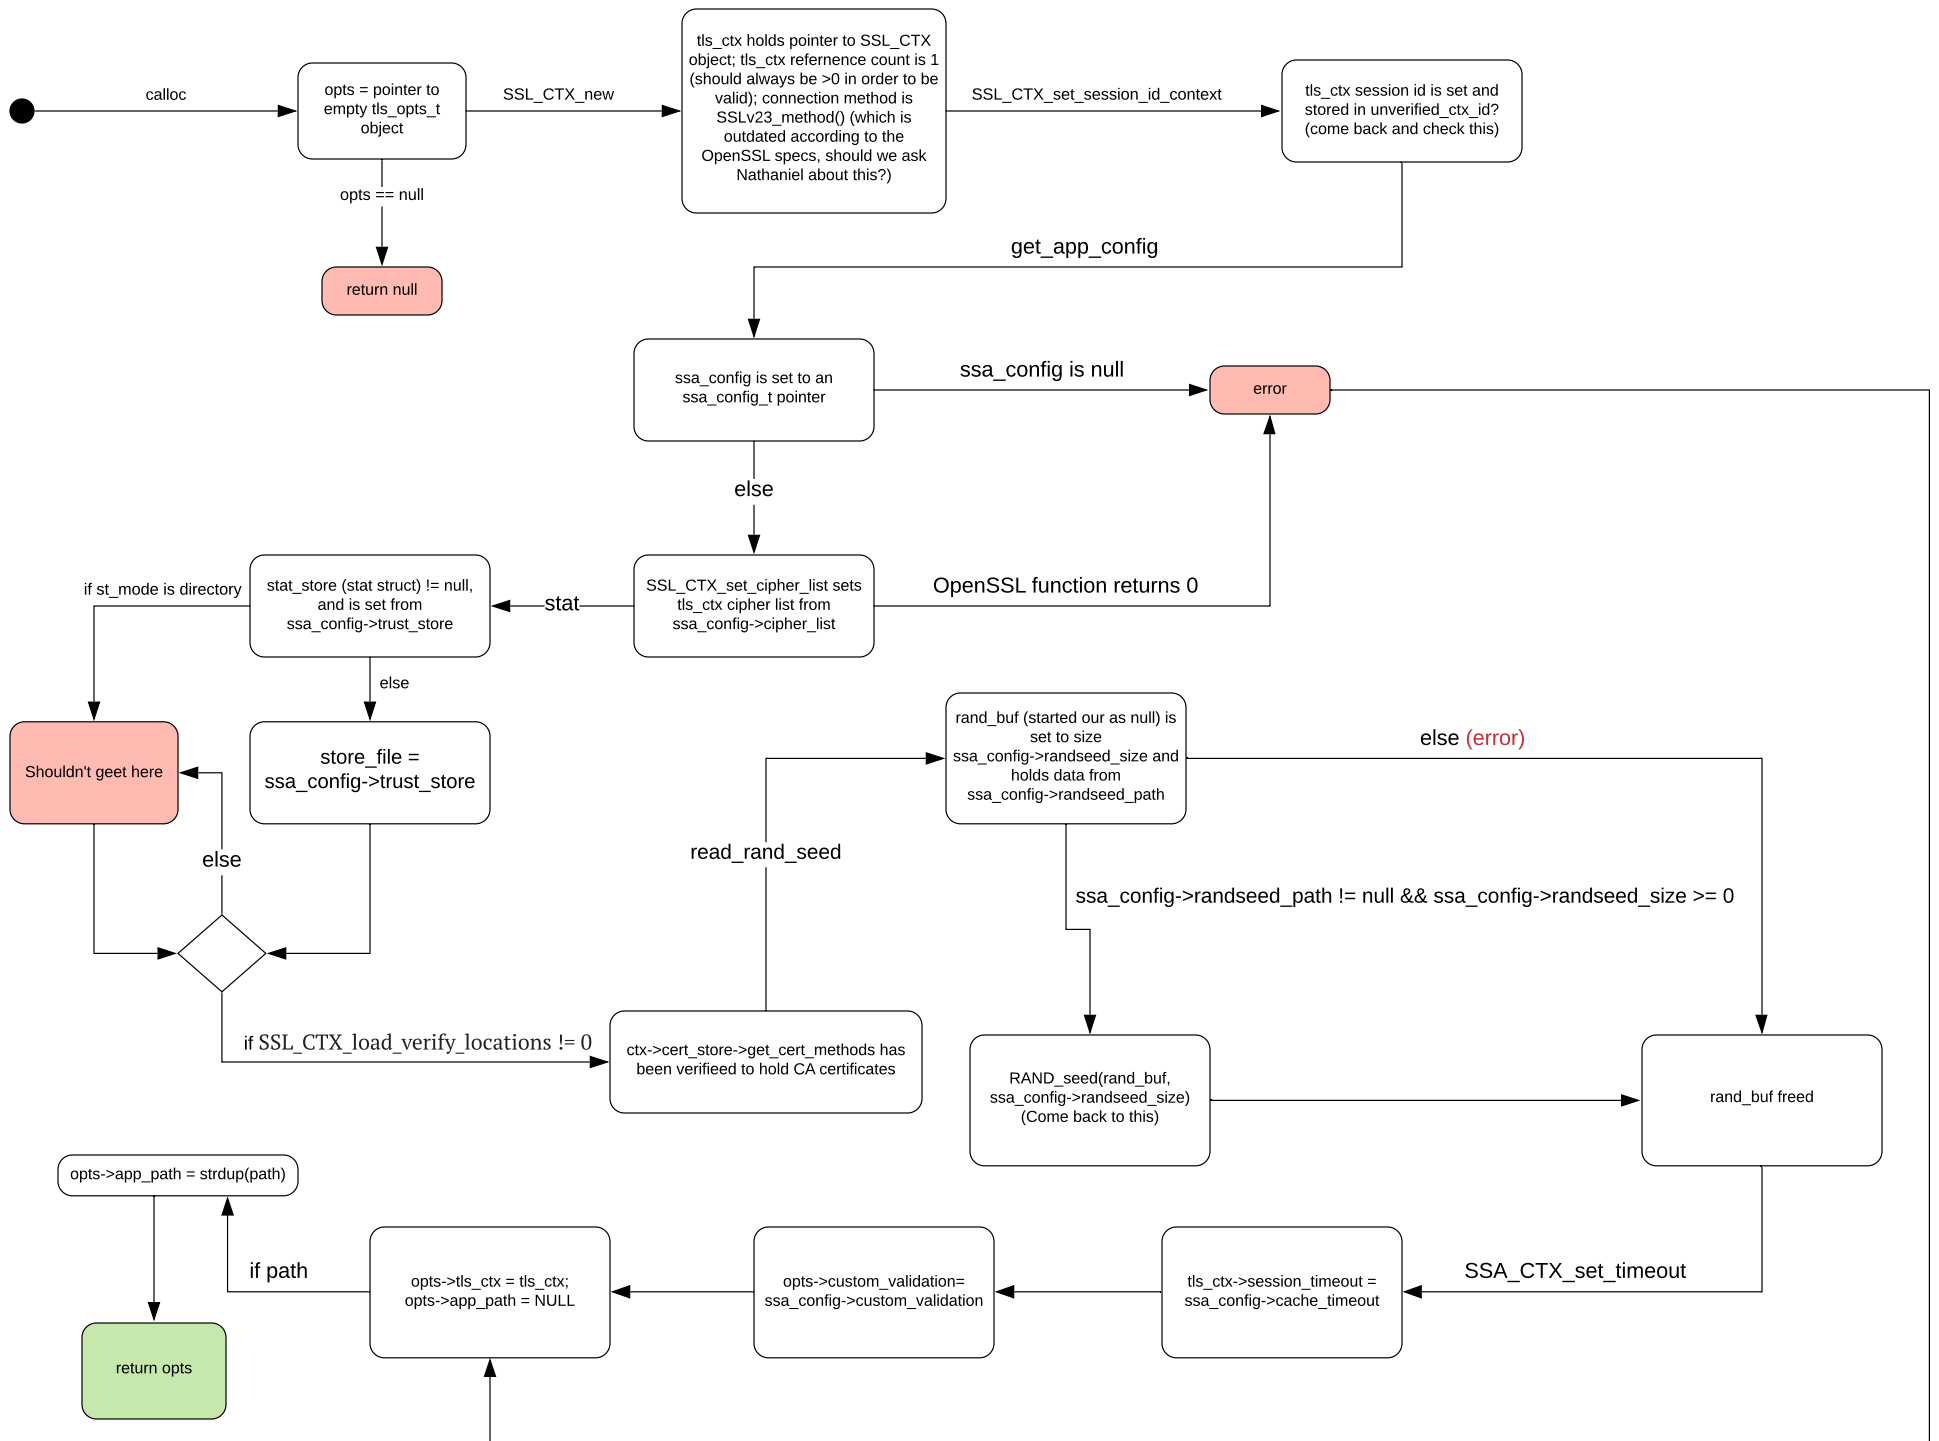 calloc
opts = pointer to
empty tls_opts_t
object
SSL_CTX_new
tls_ctx holds pointer to SSL_CTX
object; tls_ctx refernence count is 1
(should always be >0 in order to be
valid); connection method is
SSLv23_method() (which is
outdated according to the
OpenSSL specs, should we ask
Nathaniel about this?)
SSL_CTX_set_session_id_context
tls_ctx session id is set and
stored in unverified_ctx_id?
(come back and check this)
opts == null
return null
get_app_config
ssa_config is set to an
ssa_config_t pointer
ssa_config is null
error
else
if st_mode is directory
stat_store (stat struct) != null,
and is set from
ssa_config->trust_store
stat
SSL_CTX_set_cipher_list sets
tls_ctx cipher list from
ssa_config->cipher_list
OpenSSL function returns 0
else
Shouldn't geet here
store_file =
ssa_config->trust_store
rand_buf (started our as null) is
set to size
ssa_config->randseed_size and
holds data from
ssa_config->randseed_path
else (error)
else
read_rand_seed
ssa_config->randseed_path != null && ssa_config->randseed_size >= 0
if SSL_CTX_load_verify_locations != 0
ctx->cert_store->get_cert_methods has
been verifieed to hold CA certificates
RAND_seed(rand_buf,
ssa_config->randseed_size)
(Come back to this)
rand_buf freed
opts->app_path = strdup(path)
if path
opts->tls_ctx = tls_ctx;
opts->app_path = NULL
opts->custom_validation=
ssa_config->custom_validation
tls_ctx->session_timeout =
ssa_config->cache_timeout
SSA_CTX_set_timeout
return opts